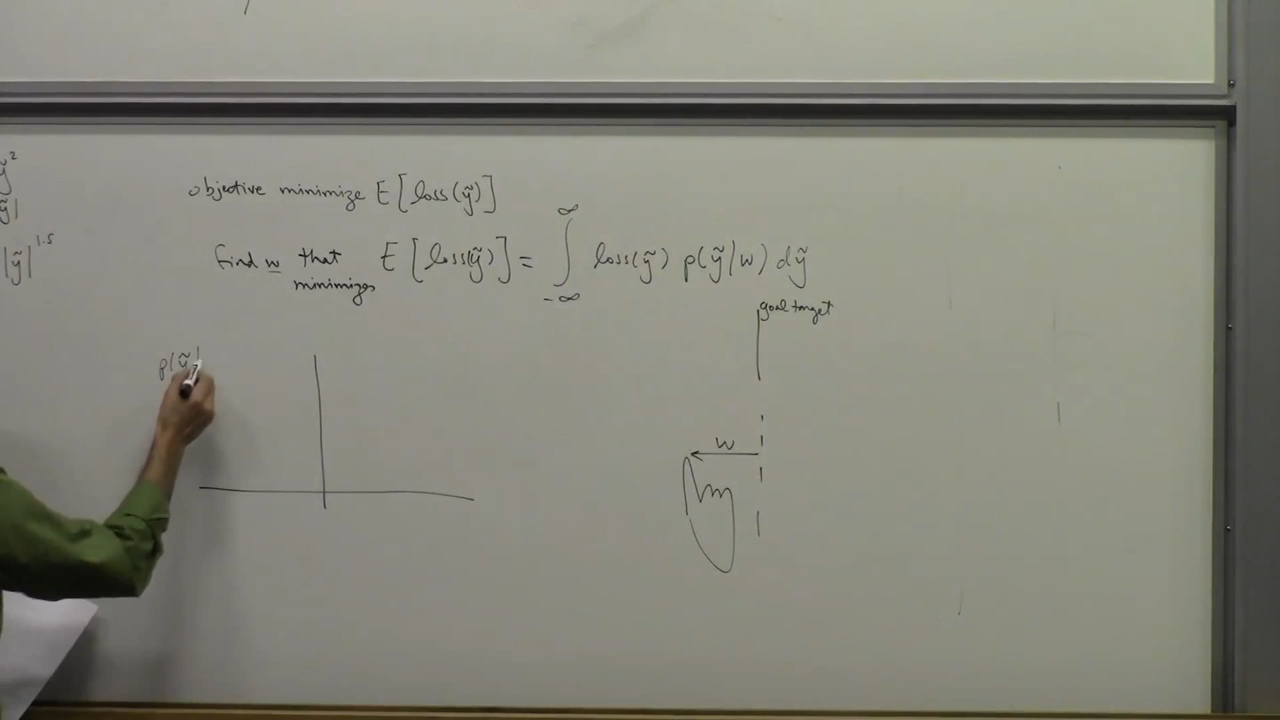 ỹ²
ỹ|
|ỹ|^1.5
objective minimize E[loss(ỹ)]
find w that minimizes E[loss(ỹ)] = ∫_{-∞}^{∞} loss(ỹ) p(ỹ|w) dỹ
goal target
p(ỹ|
w